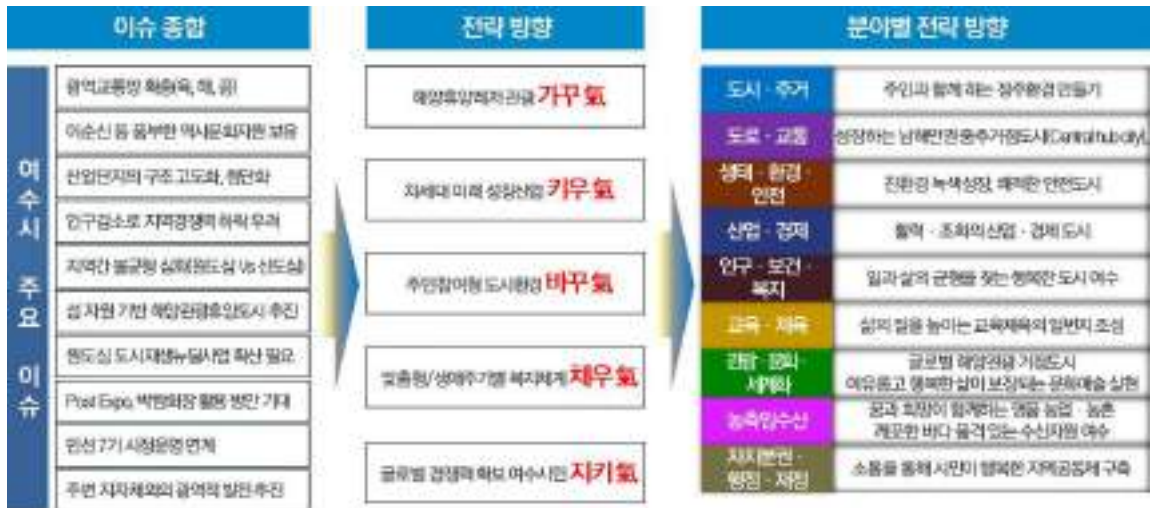 이슈 종합
여수시 주요 이슈
광역교통망 확충(육, 해, 공)
이순신 등 풍부한 역사문화자원 보유
산업단지의 구조 고도화, 첨단화
인구감소로 지역경쟁력 하락 우려
지역간 불균형 심화(원도심 Vs 신도심)
섬 자원 기반 해양관광휴양도시 추진
원도심 도시재생뉴딜사업 확산 필요
Post Expo, 박람회장 활용 방안 기대
민선 7기 시정운영 연계
주변 지자체와의 광역적 발전 추진
전략 방향
해양휴양레저 관광 가꾸氣
차세대 미래 성장산업 키우氣
주민참여형 도시환경 바꾸氣
맞춤형/생애주기별 복지체계 채우氣
글로벌 경쟁력 확보 여수시민 지키氣
분야별 전략 방향
도시 · 주거
주민과 함께 하는 정주환경 만들기
도로 · 교통
성장하는 남해안권 중추거점도시(Central hub city)
생태 · 환경 · 안전
친환경 녹색성장, 쾌적한 안전도시
산업 · 경제
활력 · 조화의 산업 · 경제 도시
인구 · 보건 · 복지
일과 삶의 균형을 찾는 행복한 도시 여수
교육 · 체육
삶의 질을 높이는 교육체육의 일번지 조성
관광 · 문화 · 세계화
글로벌 해양관광 거점도시
여유롭고 행복한 삶이 보장되는 문화예술 실현
농축임수산
꿈과 희망이 함께하는 명품 농업 · 농촌
깨끗한 바다 품격 있는 수산자원 여수
자치분권 · 행정 · 재정
소통을 통해 시민이 행복한 지역공동체 구축